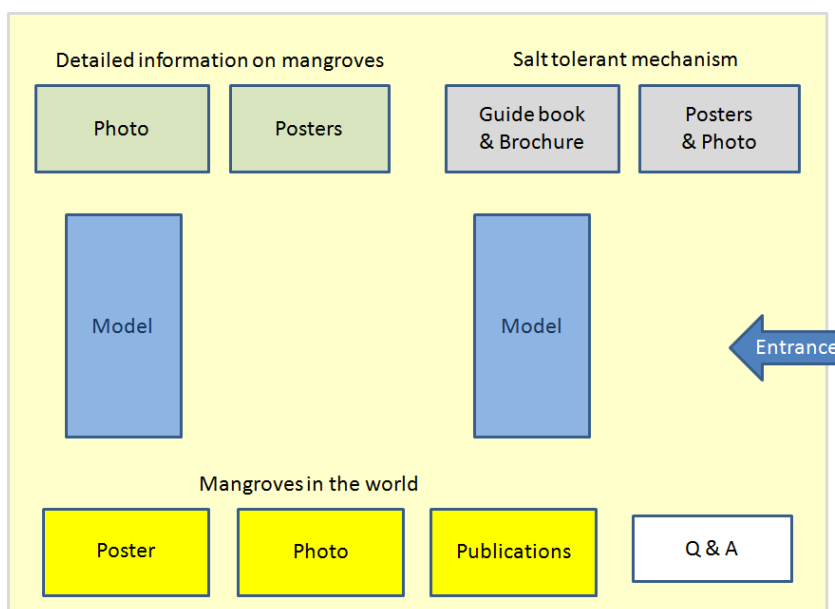 Detailed information on mangroves
Salt tolerant mechanism
Photo
Posters
Guide book
& Brochure
Posters
& Photo
Model
Model
Entrance
Mangroves in the world
Poster
Photo
Publications
Q & A